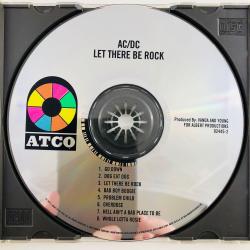 AC/DC
LET THERE BE ROCK
ATCO
Produced By: VANDA AND YOUNG
FOR ALBERT PRODUCTIONS
92445-2
1. GO DOWN
2. DOG EAT DOG
3. LET THERE BE ROCK
4. BAD BOY BOOGIE
5. PROBLEM CHILD
6. OVERDOSE
7. HELL AIN'T A BAD PLACE TO BE
8. WHOLE LOTTA ROSIE